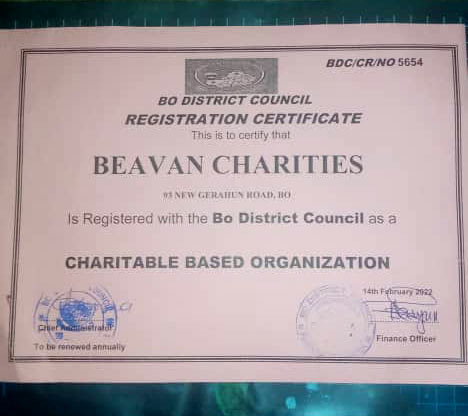 BDC/CR/NO 5654
BO DISTRICT COUNCIL
REGISTRATION CERTIFICATE
This is to certify that
BEAVAN CHARITIES
93 NEW GERAHUN ROAD, BO
Is Registered with the Bo District Council as a
CHARITABLE BASED ORGANIZATION
14th February 2022
Chief Administrator
Finance Officer
To be renewed annually